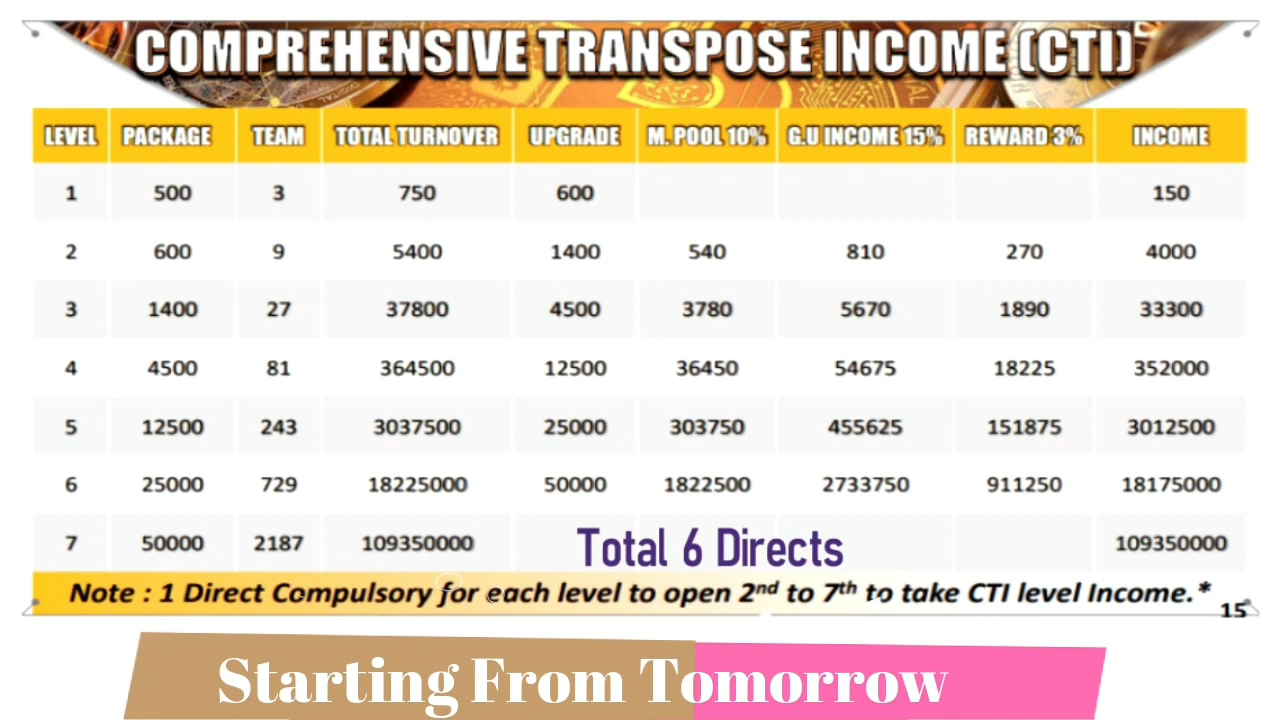 COMPREHENSIVE TRANSPOSE INCOME (CTI)
LEVEL PACKAGE TEAM TOTAL TURNOVER UPGRADE M. POOL 10% G.U INCOME 15% REWARD 3% INCOME
1 500 3 750 600 150
2 600 9 5400 1400 540 810 270 4000
3 1400 27 37800 4500 3780 5670 1890 33300
4 4500 81 364500 12500 36450 54675 18225 352000
5 12500 243 3037500 25000 303750 455625 151875 3012500
6 25000 729 18225000 50000 1822500 2733750 911250 18175000
7 50000 2187 109350000 Total 6 Directs 109350000
Note : 1 Direct Compulsory for each level to open 2nd to 7th to take CTI level Income.*
15
Starting From Tomorrow